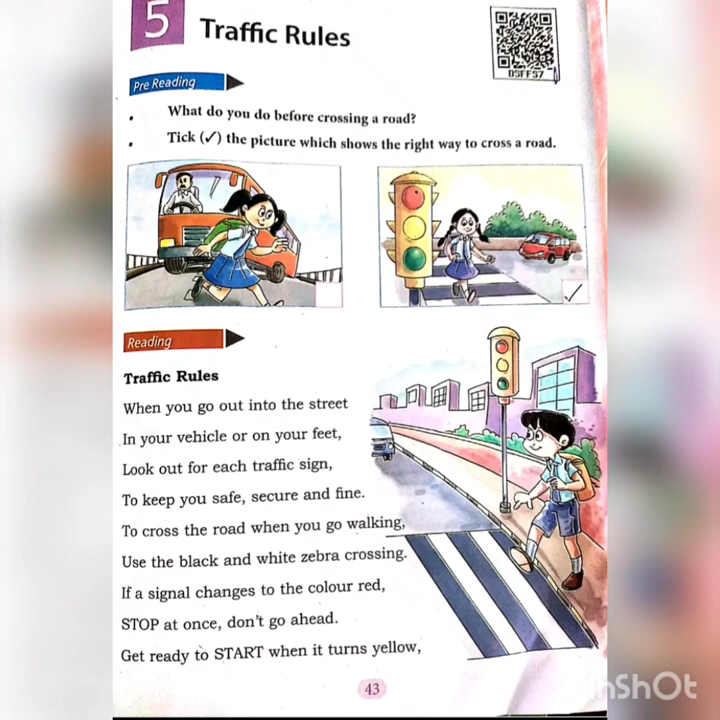 5
Traffic Rules
DSFFS7
Pre Reading
• What do you do before crossing a road?
• Tick (✓) the picture which shows the right way to cross a road.
Reading
Traffic Rules
When you go out into the street
In your vehicle or on your feet,
Look out for each traffic sign,
To keep you safe, secure and fine.
To cross the road when you go walking,
Use the black and white zebra crossing.
If a signal changes to the colour red,
STOP at once, don't go ahead.
Get ready to START when it turns yellow,
43
InShOt